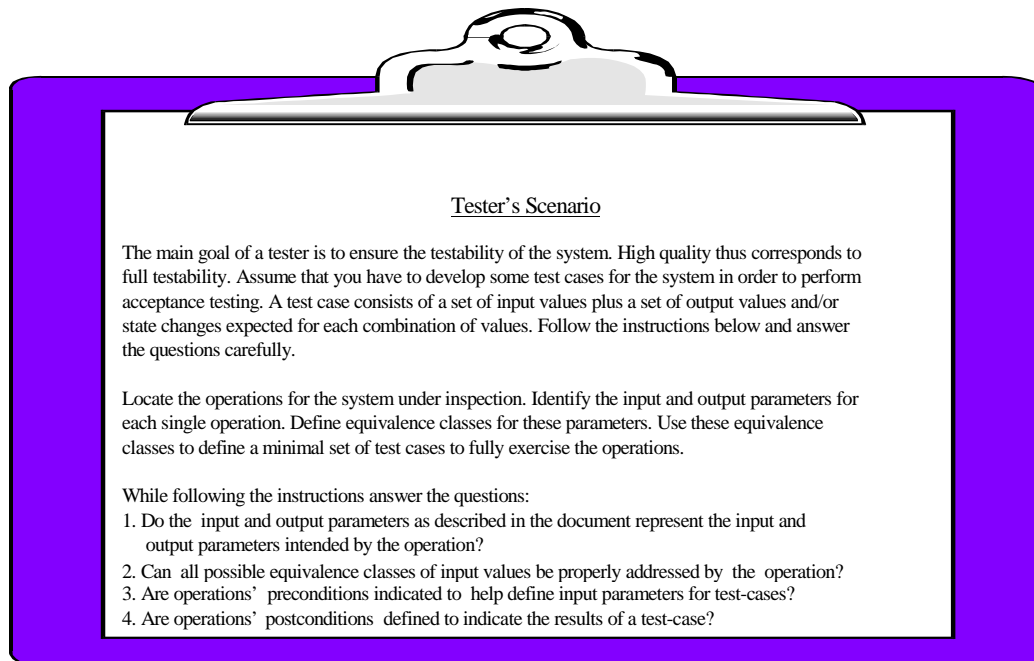 Tester’s Scenario
The main goal of a tester is to ensure the testability of the system. High quality thus corresponds to
full testability. Assume that you have to develop some test cases for the system in order to perform
acceptance testing. A test case consists of a set of input values plus a set of output values and/or
state changes expected for each combination of values. Follow the instructions below and answer
the questions carefully.
Locate the operations for the system under inspection. Identify the input and output parameters for
each single operation. Define equivalence classes for these parameters. Use these equivalence
classes to define a minimal set of test cases to fully exercise the operations.
While following the instructions answer the questions:
1. Do the input and output parameters as described in the document represent the input and
output parameters intended by the operation?
2. Can all possible equivalence classes of input values be properly addressed by the operation?
3. Are operations’ preconditions indicated to help define input parameters for test-cases?
4. Are operations’ postconditions defined to indicate the results of a test-case?